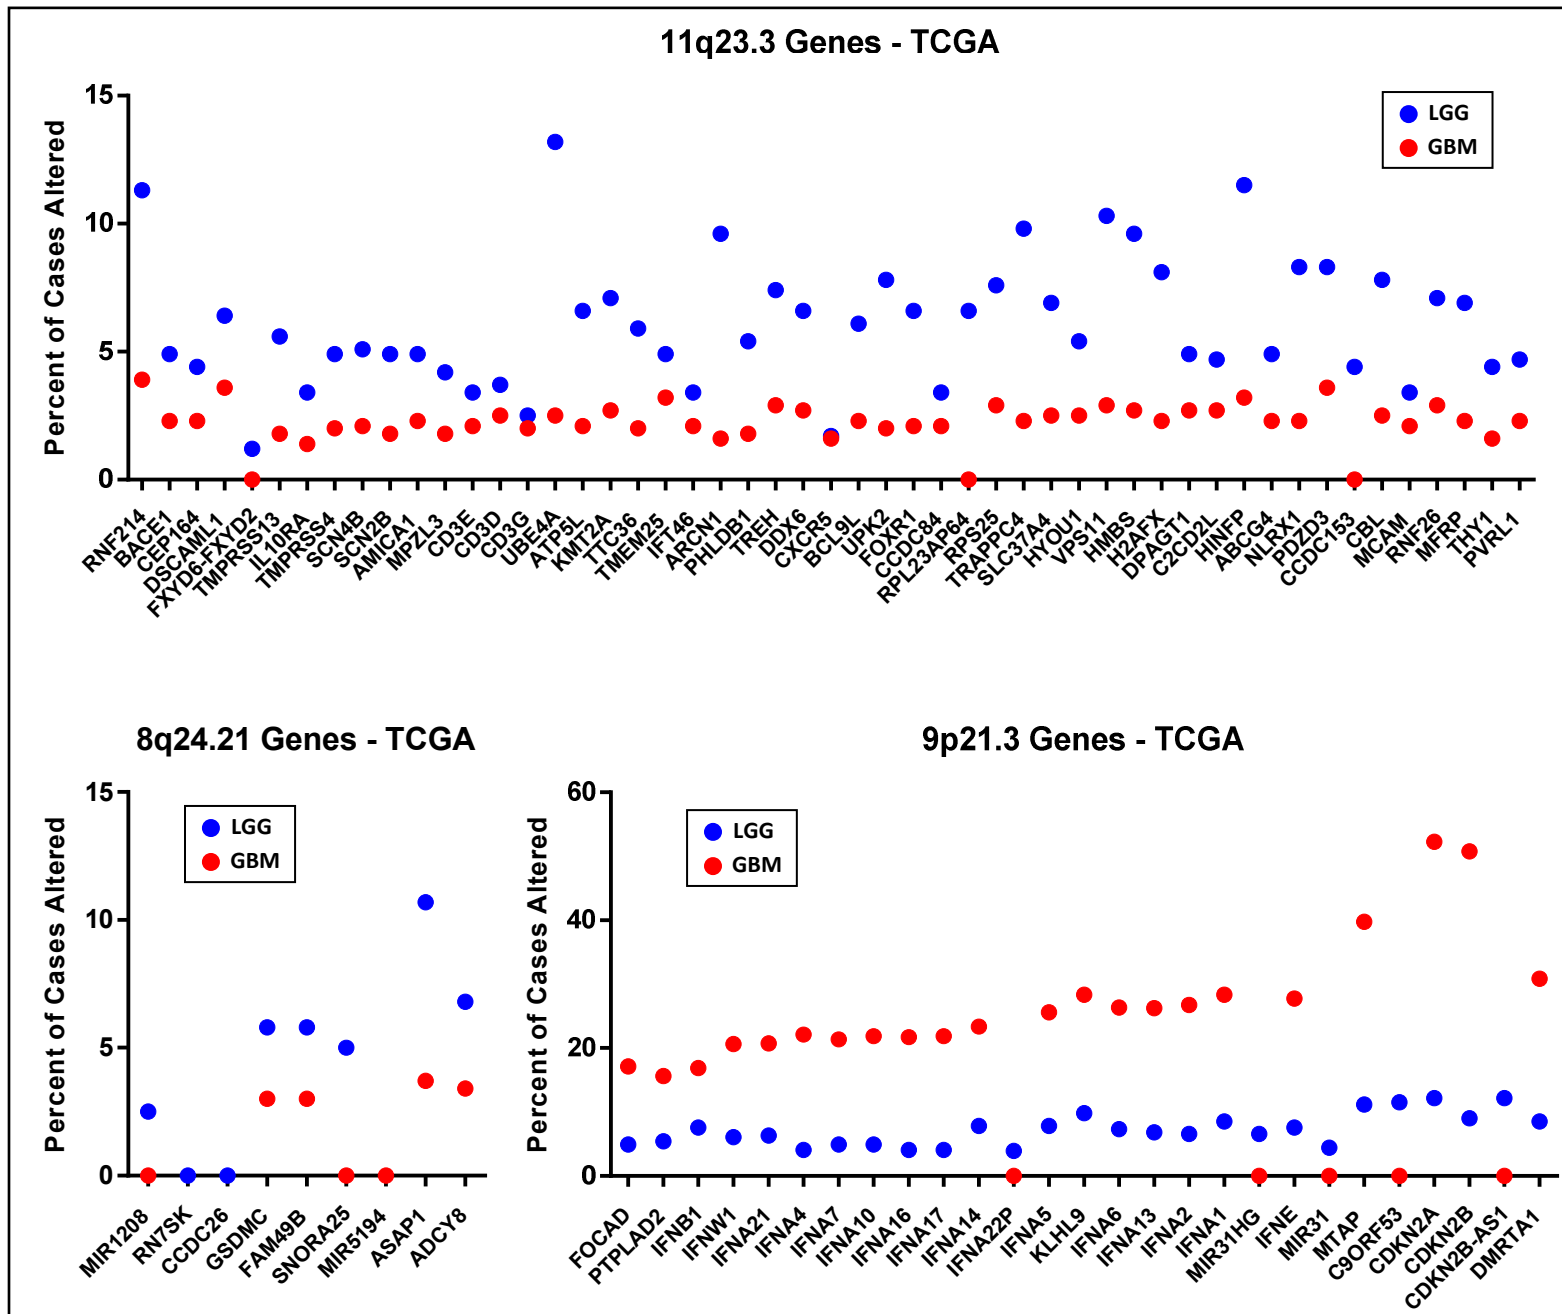 11q23.3 Genes - TCGA
Percent of Cases Altered
15
10
5
0
LGG
GBM
RNF214
BACE1
CEP164
DSCAML1
FXYD6-FXYD2
TMPRSS13
IL10RA
TMPRSS4
SCN4B
SCN2B
AMICA1
MPZL3
CD3E
CD3D
CD3G
UBE4A
ATP5L
KMT2A
TTC36
TMEM25
IFT46
ARCN1
PHLDB1
TREH
DDX6
CXCR5
BCL9L
UPK2
FOXR1
CCDC84
RPL23AP64
RPS25
TRAPPC4
SLC37A4
HYOU1
VPS11
HMBS
H2AFX
DPAGT1
C2CD2L
HINFP
ABCG4
NLRX1
PDZD3
CCDC153
CBL
MCAM
RNF26
MFRP
THY1
PVRL1
8q24.21 Genes - TCGA
Percent of Cases Altered
15
10
5
0
LGG
GBM
MIR1208
RN7SK
CCDC26
GSDMC
FAM49B
SNORA25
MIR5194
ASAP1
ADCY8
9p21.3 Genes - TCGA
Percent of Cases Altered
60
40
20
0
LGG
GBM
FOCAD
PTPLAD2
IFNB1
IFNW1
IFNA21
IFNA4
IFNA7
IFNA10
IFNA16
IFNA17
IFNA14
IFNA22P
IFNA5
KLHL9
IFNA6
IFNA13
IFNA2
IFNA1
MIR31HG
IFNE
MIR31
MTAP
C9ORF53
CDKN2A
CDKN2B
CDKN2B-AS1
DMRTA1